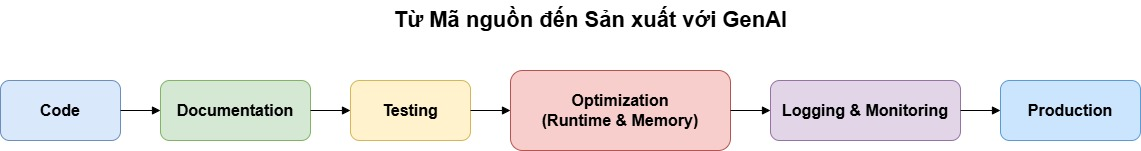 Từ Mã nguồn đến Sản xuất với GenAI
Code
Documentation
Testing
Optimization
(Runtime & Memory)
Logging & Monitoring
Production